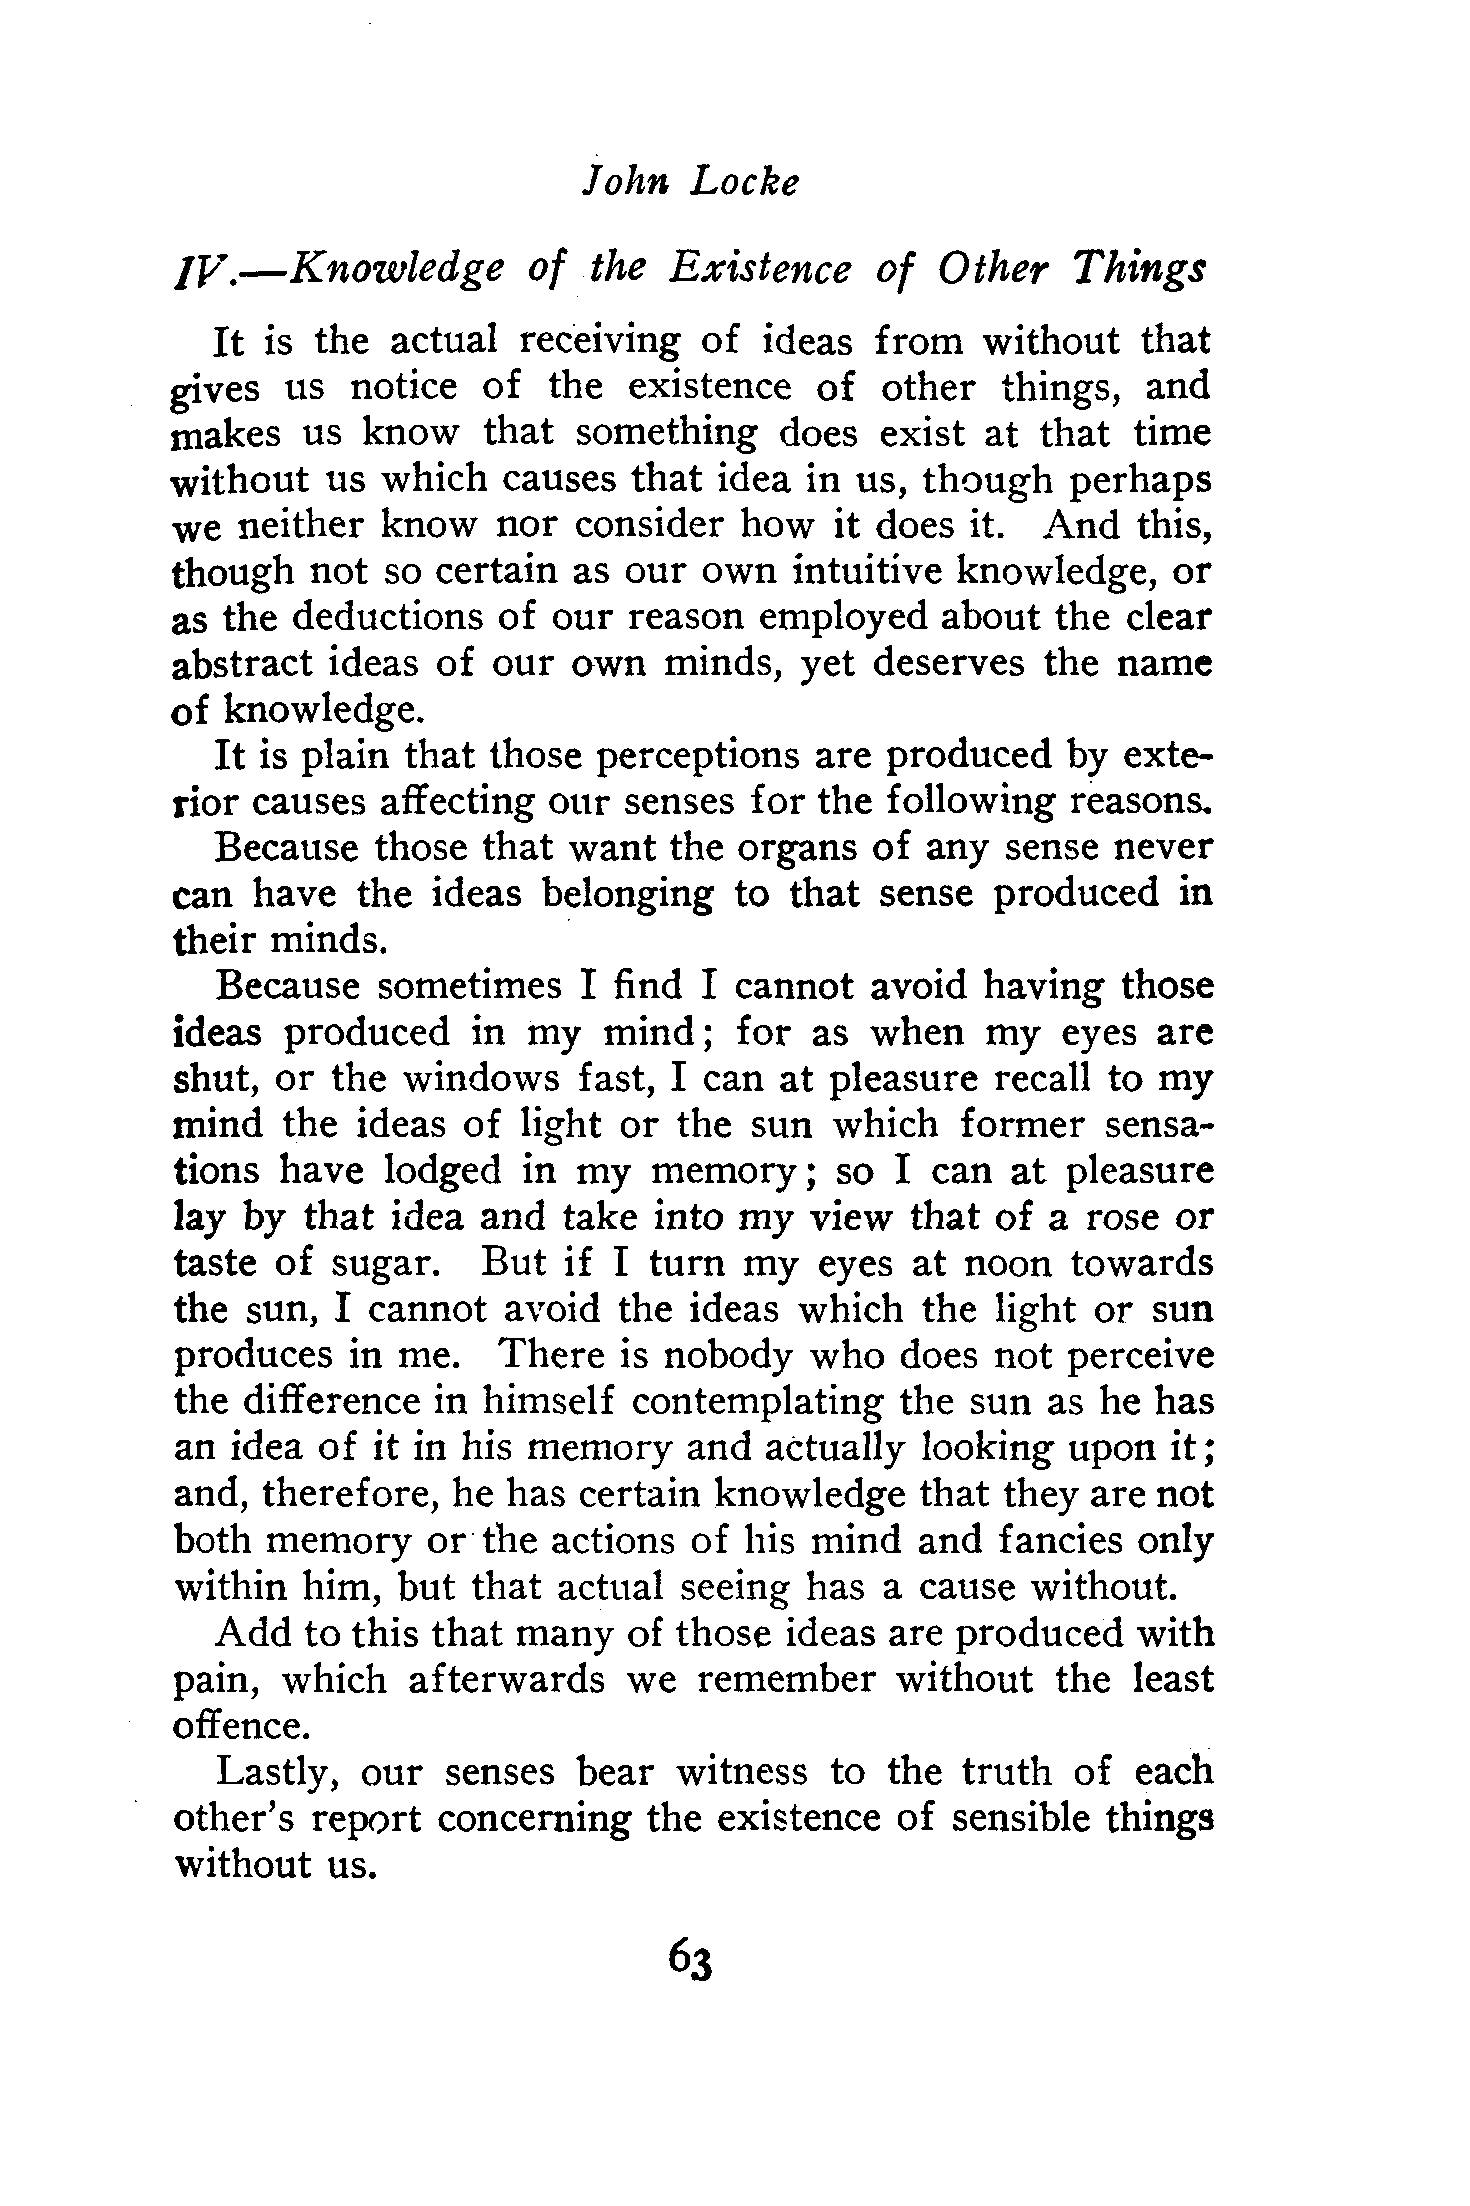 John Locke
IV.—Knowledge of the Existence of Other Things
It is the actual receiving of ideas from without that
gives us notice of the existence of other things, and
makes us know that something does exist at that time
without us which causes that idea in us, though perhaps
we neither know nor consider how it does it. And this,
though not so certain as our own intuitive knowledge, or
as the deductions of our reason employed about the clear
abstract ideas of our own minds, yet deserves the name
of knowledge.
It is plain that those perceptions are produced by exte-
rior causes affecting our senses for the following reasons.
Because those that want the organs of any sense never
can have the ideas belonging to that sense produced in
their minds.
Because sometimes I find I cannot avoid having those
ideas produced in my mind; for as when my eyes are
shut, or the windows fast, I can at pleasure recall to my
mind the ideas of light or the sun which former sensa-
tions have lodged in my memory; so I can at pleasure
lay by that idea and take into my view that of a rose or
taste of sugar. But if I turn my eyes at noon towards
the sun, I cannot avoid the ideas which the light or sun
produces in me. There is nobody who does not perceive
the difference in himself contemplating the sun as he has
an idea of it in his memory and actually looking upon it;
and, therefore, he has certain knowledge that they are not
both memory or the actions of his mind and fancies only
within him, but that actual seeing has a cause without.
Add to this that many of those ideas are produced with
pain, which afterwards we remember without the least
offence.
Lastly, our senses bear witness to the truth of each
other's report concerning the existence of sensible things
without us.
63